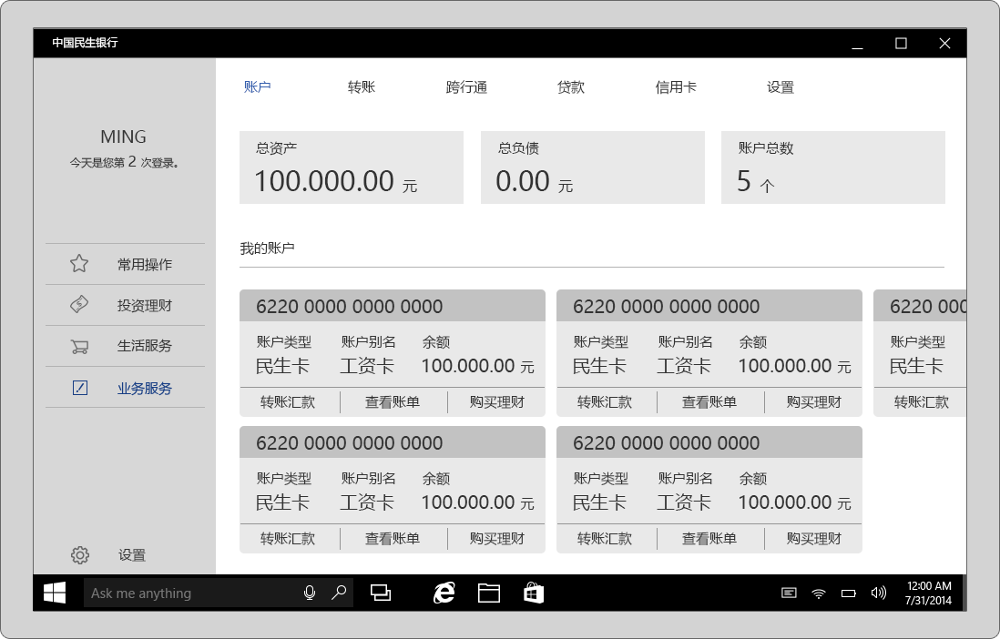 中国民生银行
MING
今天是您第 2 次登录。
常用操作
投资理财
生活服务
业务服务
设置
账户 转账 跨行通 贷款 信用卡 设置
总资产 总负债 账户总数
100.000.00 元 0.00 元 5 个
我的账户
6220 0000 0000 0000 6220 0000 0000 0000 6220 000
账户类型 账户别名 余额 账户类型 账户别名 余额 账户类型
民生卡 工资卡 100.000.00 元 民生卡 工资卡 100.000.00 元 民生卡
转账汇款 查看账单 购买理财 转账汇款 查看账单 购买理财 转账汇款
6220 0000 0000 0000 6220 0000 0000 0000
账户类型 账户别名 余额 账户类型 账户别名 余额
民生卡 工资卡 100.000.00 元 民生卡 工资卡 100.000.00 元
转账汇款 查看账单 购买理财 转账汇款 查看账单 购买理财
Ask me anything
12:00 AM
7/31/2014